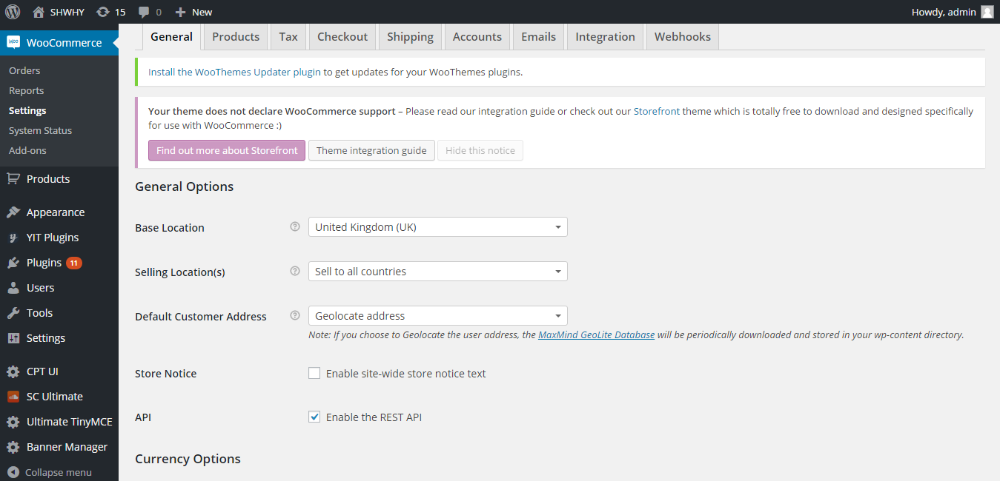 SHWHY 15 0 New Howdy, admin
WooCommerce
Orders
Reports
Settings
System Status
Add-ons
Products
Appearance
YIT Plugins
Plugins 11
Users
Tools
Settings
CPT UI
SC Ultimate
Ultimate TinyMCE
Banner Manager
Collapse menu
General Products Tax Checkout Shipping Accounts Emails Integration Webhooks
Install the WooThemes Updater plugin to get updates for your WooThemes plugins.
Your theme does not declare WooCommerce support – Please read our integration guide or check out our Storefront theme which is totally free to download and designed specifically
for use with WooCommerce :)
Find out more about Storefront Theme integration guide Hide this notice
General Options
Base Location ? United Kingdom (UK)
Selling Location(s) ? Sell to all countries
Default Customer Address ? Geolocate address
Note: If you choose to Geolocate the user address, the MaxMind GeoLite Database will be periodically downloaded and stored in your wp-content directory.
Store Notice Enable site-wide store notice text
API Enable the REST API
Currency Options